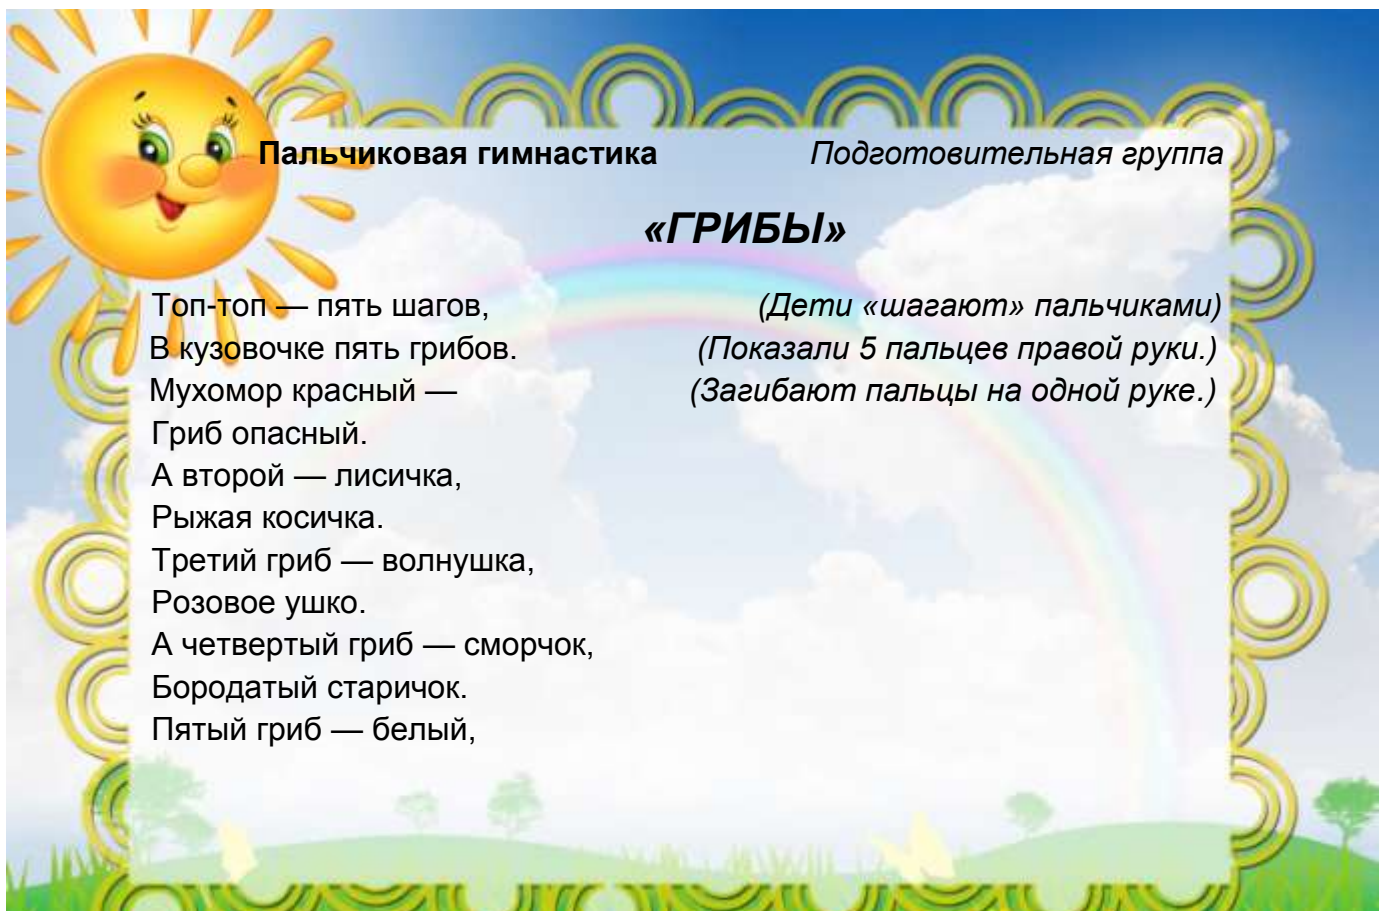 Пальчиковая гимнастика Подготовительная группа
«ГРИБЫ»
Топ-топ — пять шагов, (Дети «шагают» пальчиками)
В кузовочке пять грибов. (Показали 5 пальцев правой руки.)
Мухомор красный — (Загибают пальцы на одной руке.)
Гриб опасный.
А второй — лисичка,
Рыжая косичка.
Третий гриб — волнушка,
Розовое ушко.
А четвертый гриб — сморчок,
Бородатый старичок.
Пятый гриб — белый,